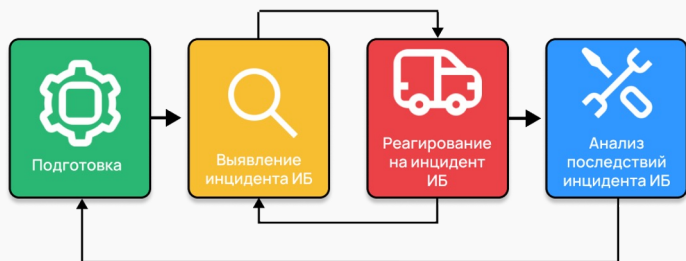 Подготовка
Выявление
инцидента ИБ
Реагирование
на инцидент
ИБ
Анализ
последствий
инцидента ИБ